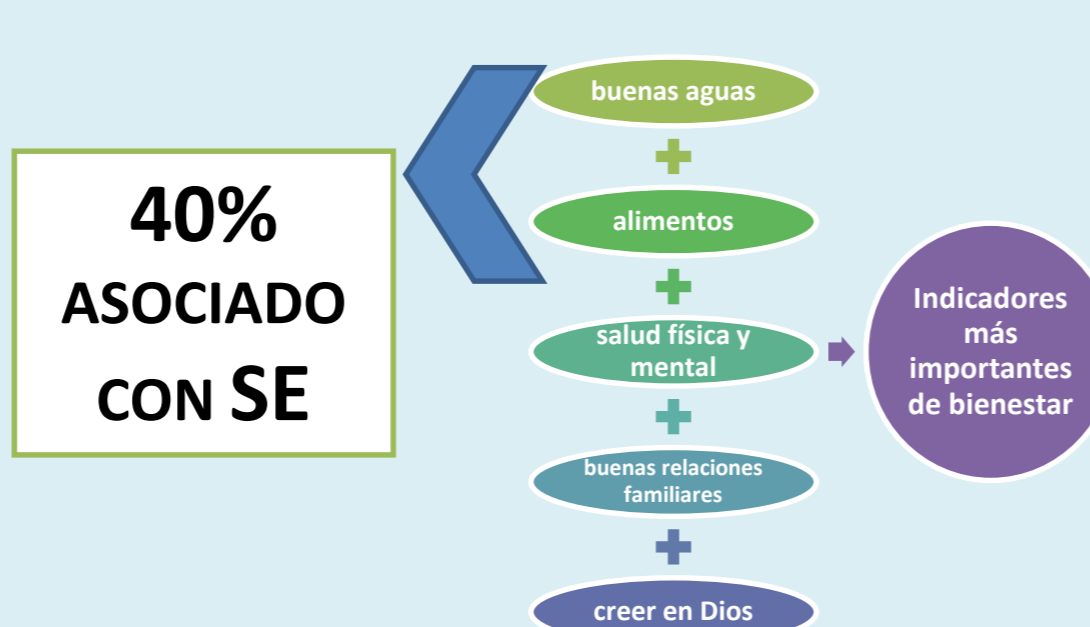 40%
ASOCIADO
CON SE
buenas aguas
alimentos
salud física y
mental
buenas relaciones
familiares
creer en Dios
Indicadores
más
importantes
de bienestar